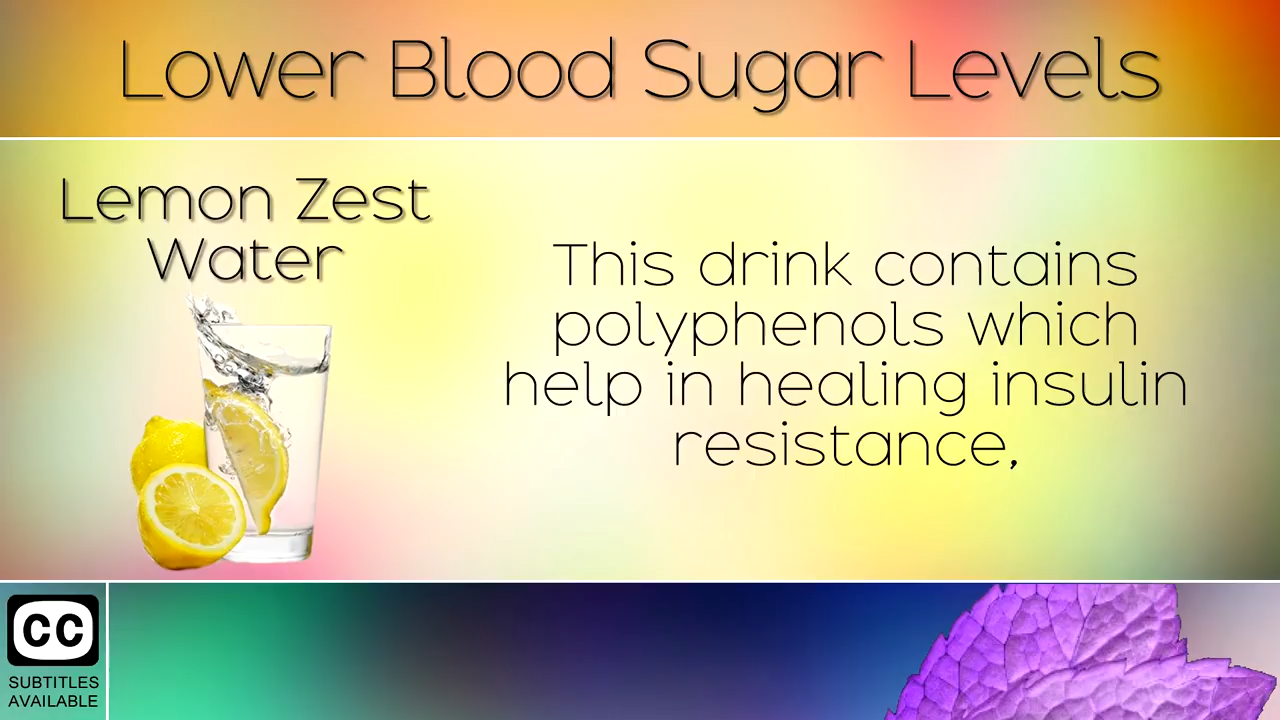 Lower Blood Sugar Levels
Lemon Zest
Water
This drink contains
polyphenols which
help in healing insulin
resistance,
CC
SUBTITLES
AVAILABLE